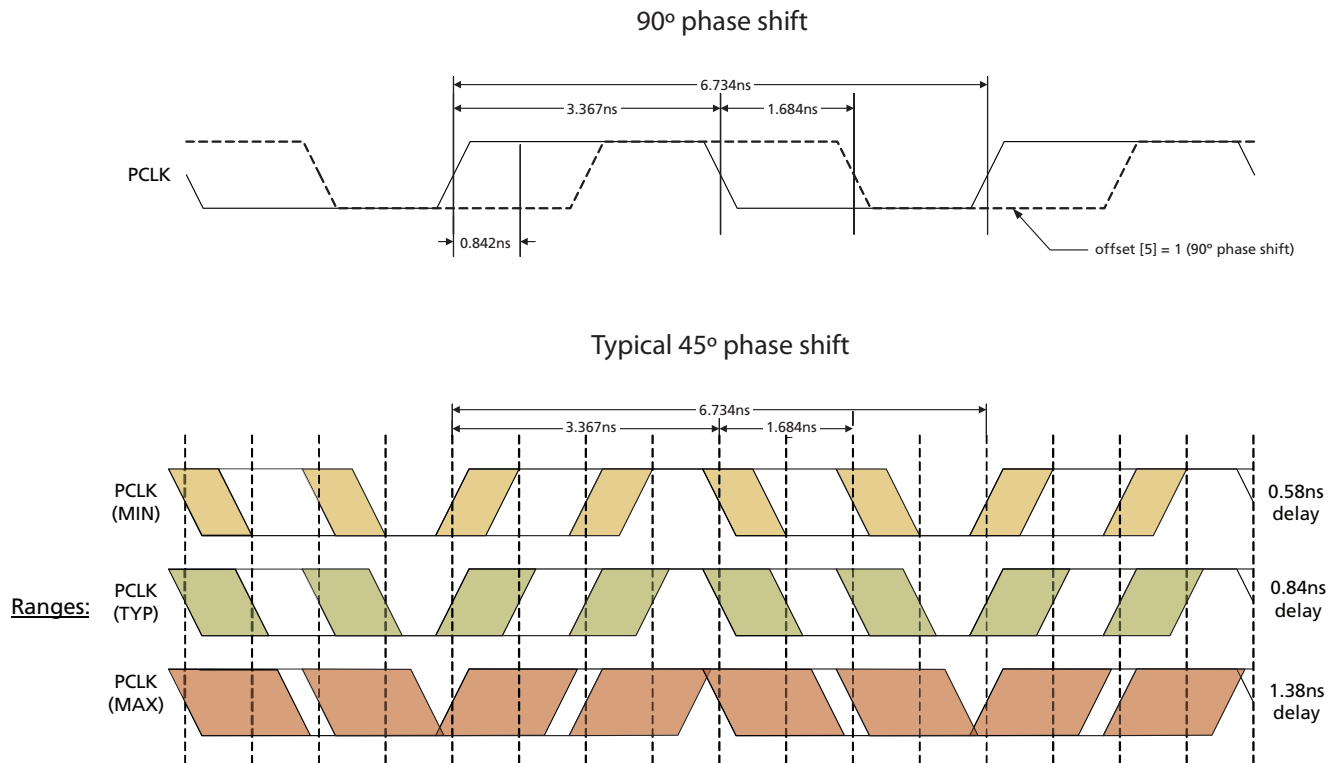 90º phase shift
6.734ns
3.367ns
1.684ns
PCLK
0.842ns
offset [5] = 1 (90º phase shift)
Typical 45º phase shift
6.734ns
3.367ns
1.684ns
PCLK
(MIN)
0.58ns
delay
Ranges:
PCLK
(TYP)
0.84ns
delay
PCLK
(MAX)
1.38ns
delay